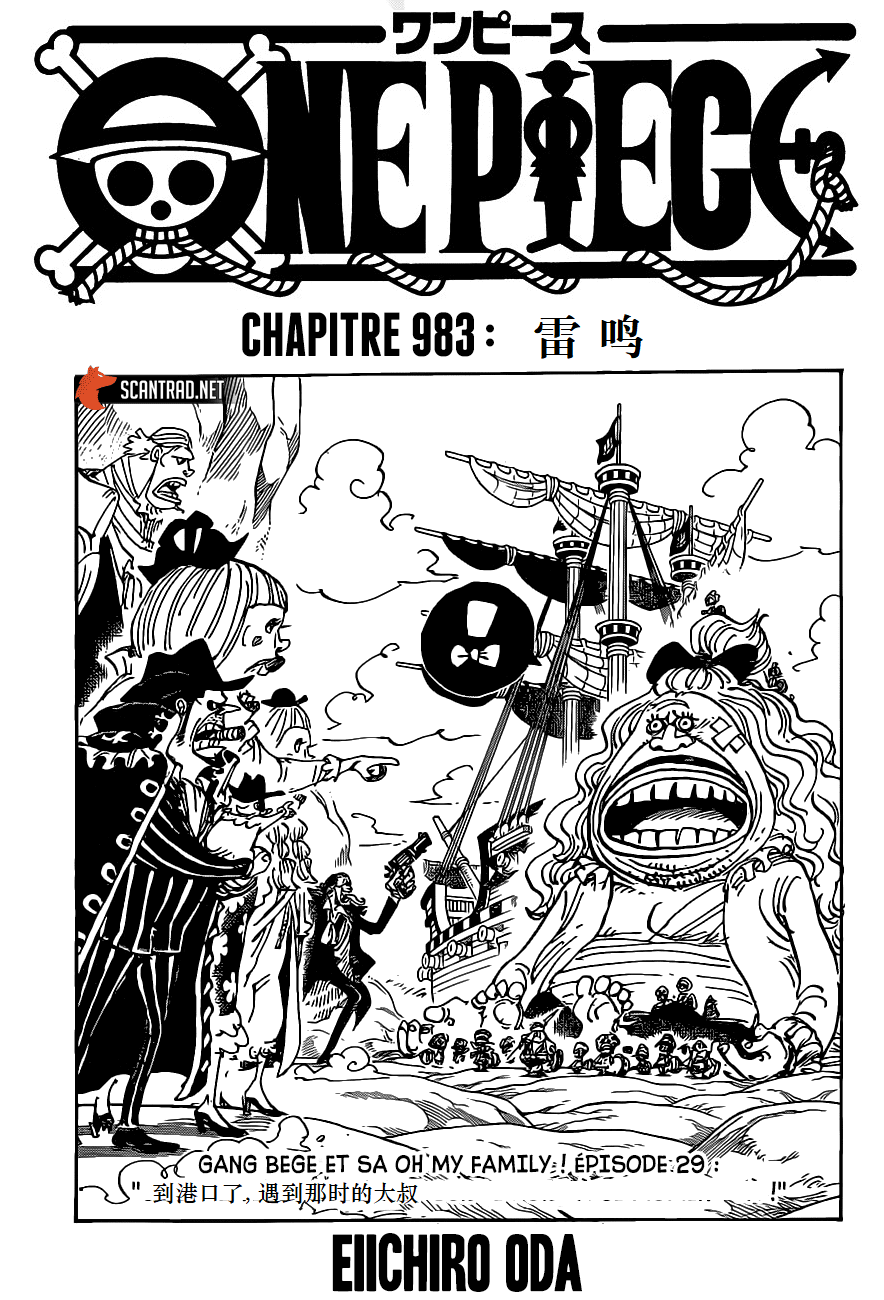 ワンピース
ONE PIECE
CHAPITRE 983 : 雷鸣
SCANTRAD.NET
GANG BEGE ET SA OH MY FAMILY ! ÉPISODE 29 :
" 到港口了, 遇到那时的大叔 !"
EIICHIRO ODA